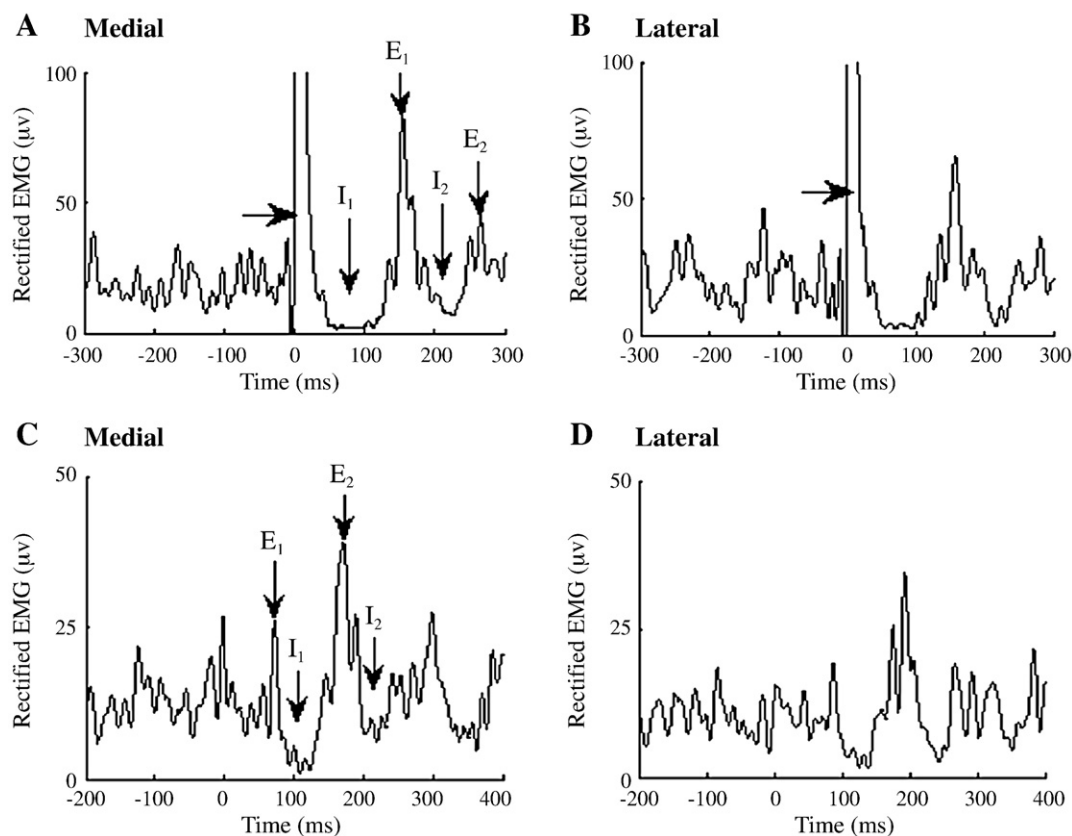 A Medial
Rectified EMG (μv)
100
50
0
E1
I1
I2
E2
-300 -200 -100 0 100 200 300
Time (ms)
B Lateral
Rectified EMG (μv)
100
50
0
-300 -200 -100 0 100 200 300
Time (ms)
C Medial
Rectified EMG (μv)
50
25
0
E1
I1
E2
I2
-200 -100 0 100 200 300 400
Time (ms)
D Lateral
Rectified EMG (μv)
50
25
0
-200 -100 0 100 200 300 400
Time (ms)